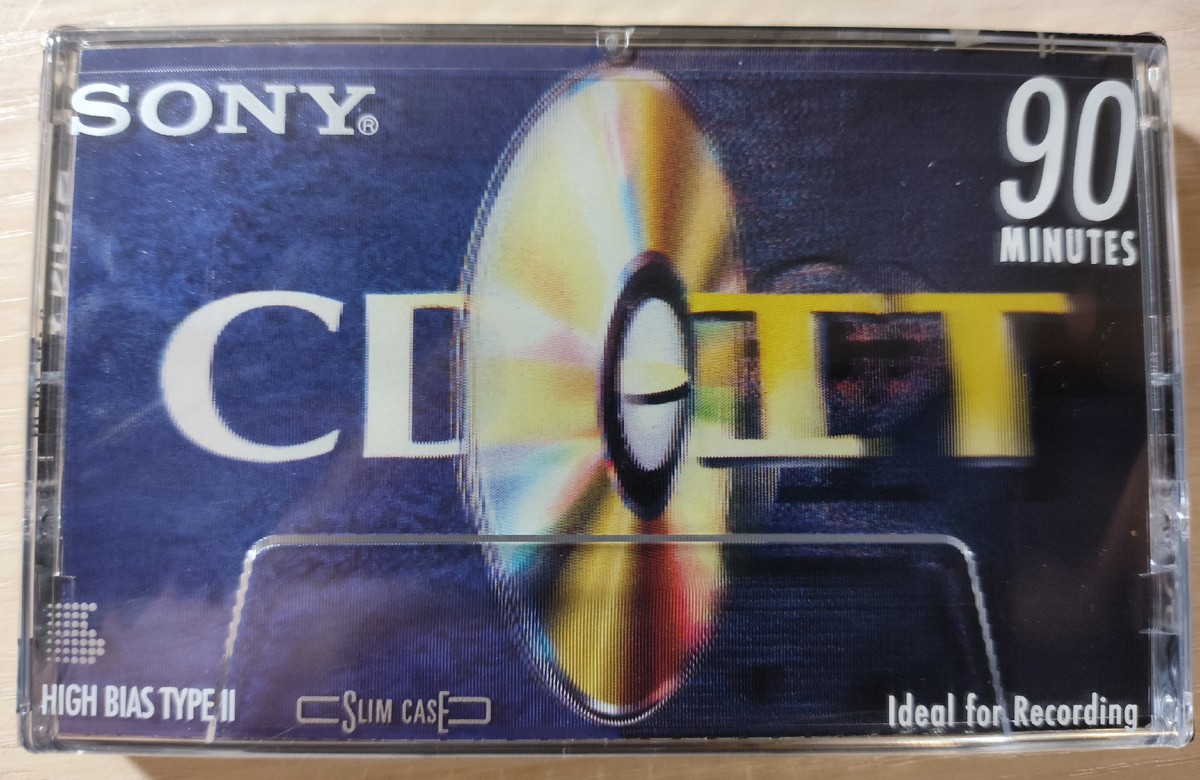 SONY®
90
MINUTES
CD-IT
HIGH BIAS TYPE II
SLIM CASE
Ideal for Recording